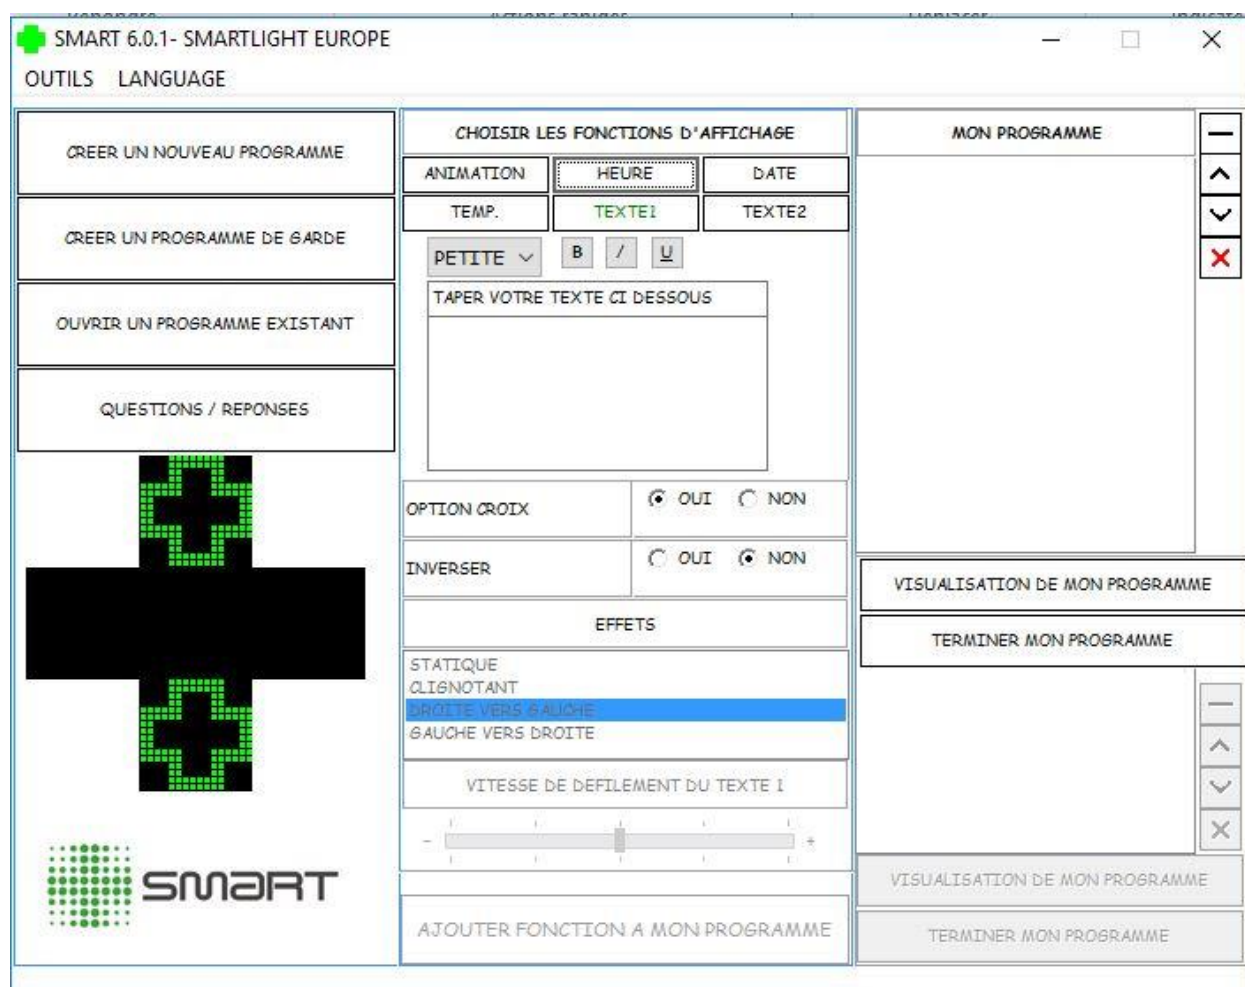 Répondre Actions rapides Déplacer
SMART 6.0.1- SMARTLIGHT EUROPE
OUTILS LANGUAGE
CREER UN NOUVEAU PROGRAMME
CREER UN PROGRAMME DE GARDE
OUVRIR UN PROGRAMME EXISTANT
QUESTIONS / REPONSES
SMART
CHOISIR LES FONCTIONS D'AFFICHAGE
ANIMATION HEURE DATE
TEMP. TEXTE1 TEXTE2
PETITE B / U
TAPER VOTRE TEXTE CI DESSOUS
OPTION CROIX OUI NON
INVERSER OUI NON
EFFETS
STATIQUE
CLIGNOTANT
DROITE VERS GAUCHE
GAUCHE VERS DROITE
VITESSE DE DEFILEMENT DU TEXTE 1
- +
AJOUTER FONCTION A MON PROGRAMME
MON PROGRAMME
VISUALISATION DE MON PROGRAMME
TERMINER MON PROGRAMME
VISUALISATION DE MON PROGRAMME
TERMINER MON PROGRAMME